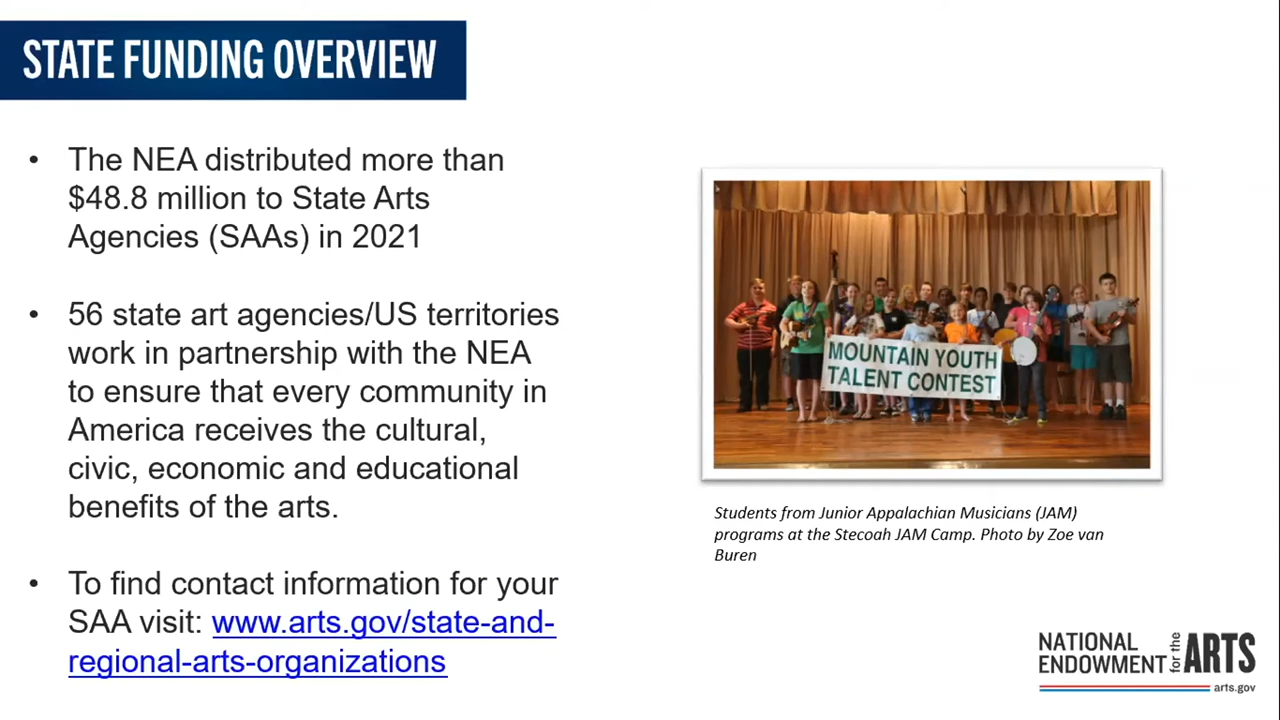 STATE FUNDING OVERVIEW
• The NEA distributed more than
$48.8 million to State Arts
Agencies (SAAs) in 2021
• 56 state art agencies/US territories
work in partnership with the NEA
to ensure that every community in
America receives the cultural,
civic, economic and educational
benefits of the arts.
• To find contact information for your
SAA visit: www.arts.gov/state-and-
regional-arts-organizations
MOUNTAIN YOUTH
TALENT CONTEST
Students from Junior Appalachian Musicians (JAM)
programs at the Stecoah JAM Camp. Photo by Zoe van
Buren
NATIONAL
ENDOWMENT
for the
ARTS
arts.gov